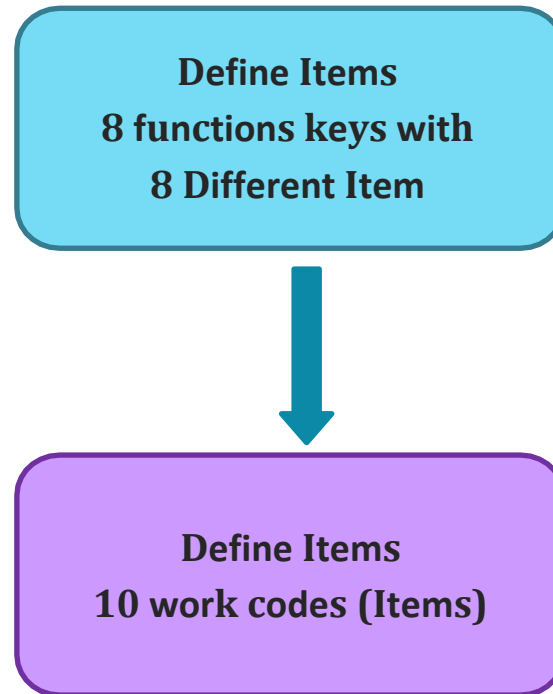 Define Items
8 functions keys with
8 Different Item
Define Items
10 work codes (Items)